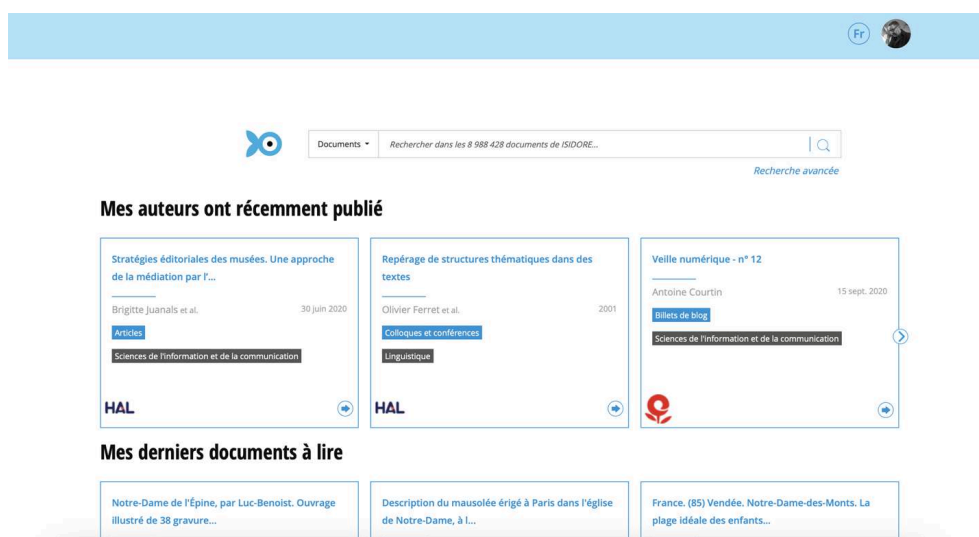 Fr
Documents
Rechercher dans les 8 988 428 documents de ISIDORE...
Recherche avancée
Mes auteurs ont récemment publié
Stratégies éditoriales des musées. Une approche
de la médiation par l'...
Brigitte Juanals et al.
30 juin 2020
Articles
Sciences de l'information et de la communication
HAL
Repérage de structures thématiques dans des
textes
Olivier Ferret et al.
2001
Colloques et conférences
Linguistique
HAL
Veille numérique - n° 12
Antoine Courtin
15 sept. 2020
Billets de blog
Sciences de l'information et de la communication
Mes derniers documents à lire
Notre-Dame de l'Épine, par Luc-Benoist. Ouvrage
illustré de 38 gravure...
Description du mausolée érigé à Paris dans l'église
de Notre-Dame, à l...
France. (85) Vendée. Notre-Dame-des-Monts. La
plage idéale des enfants...